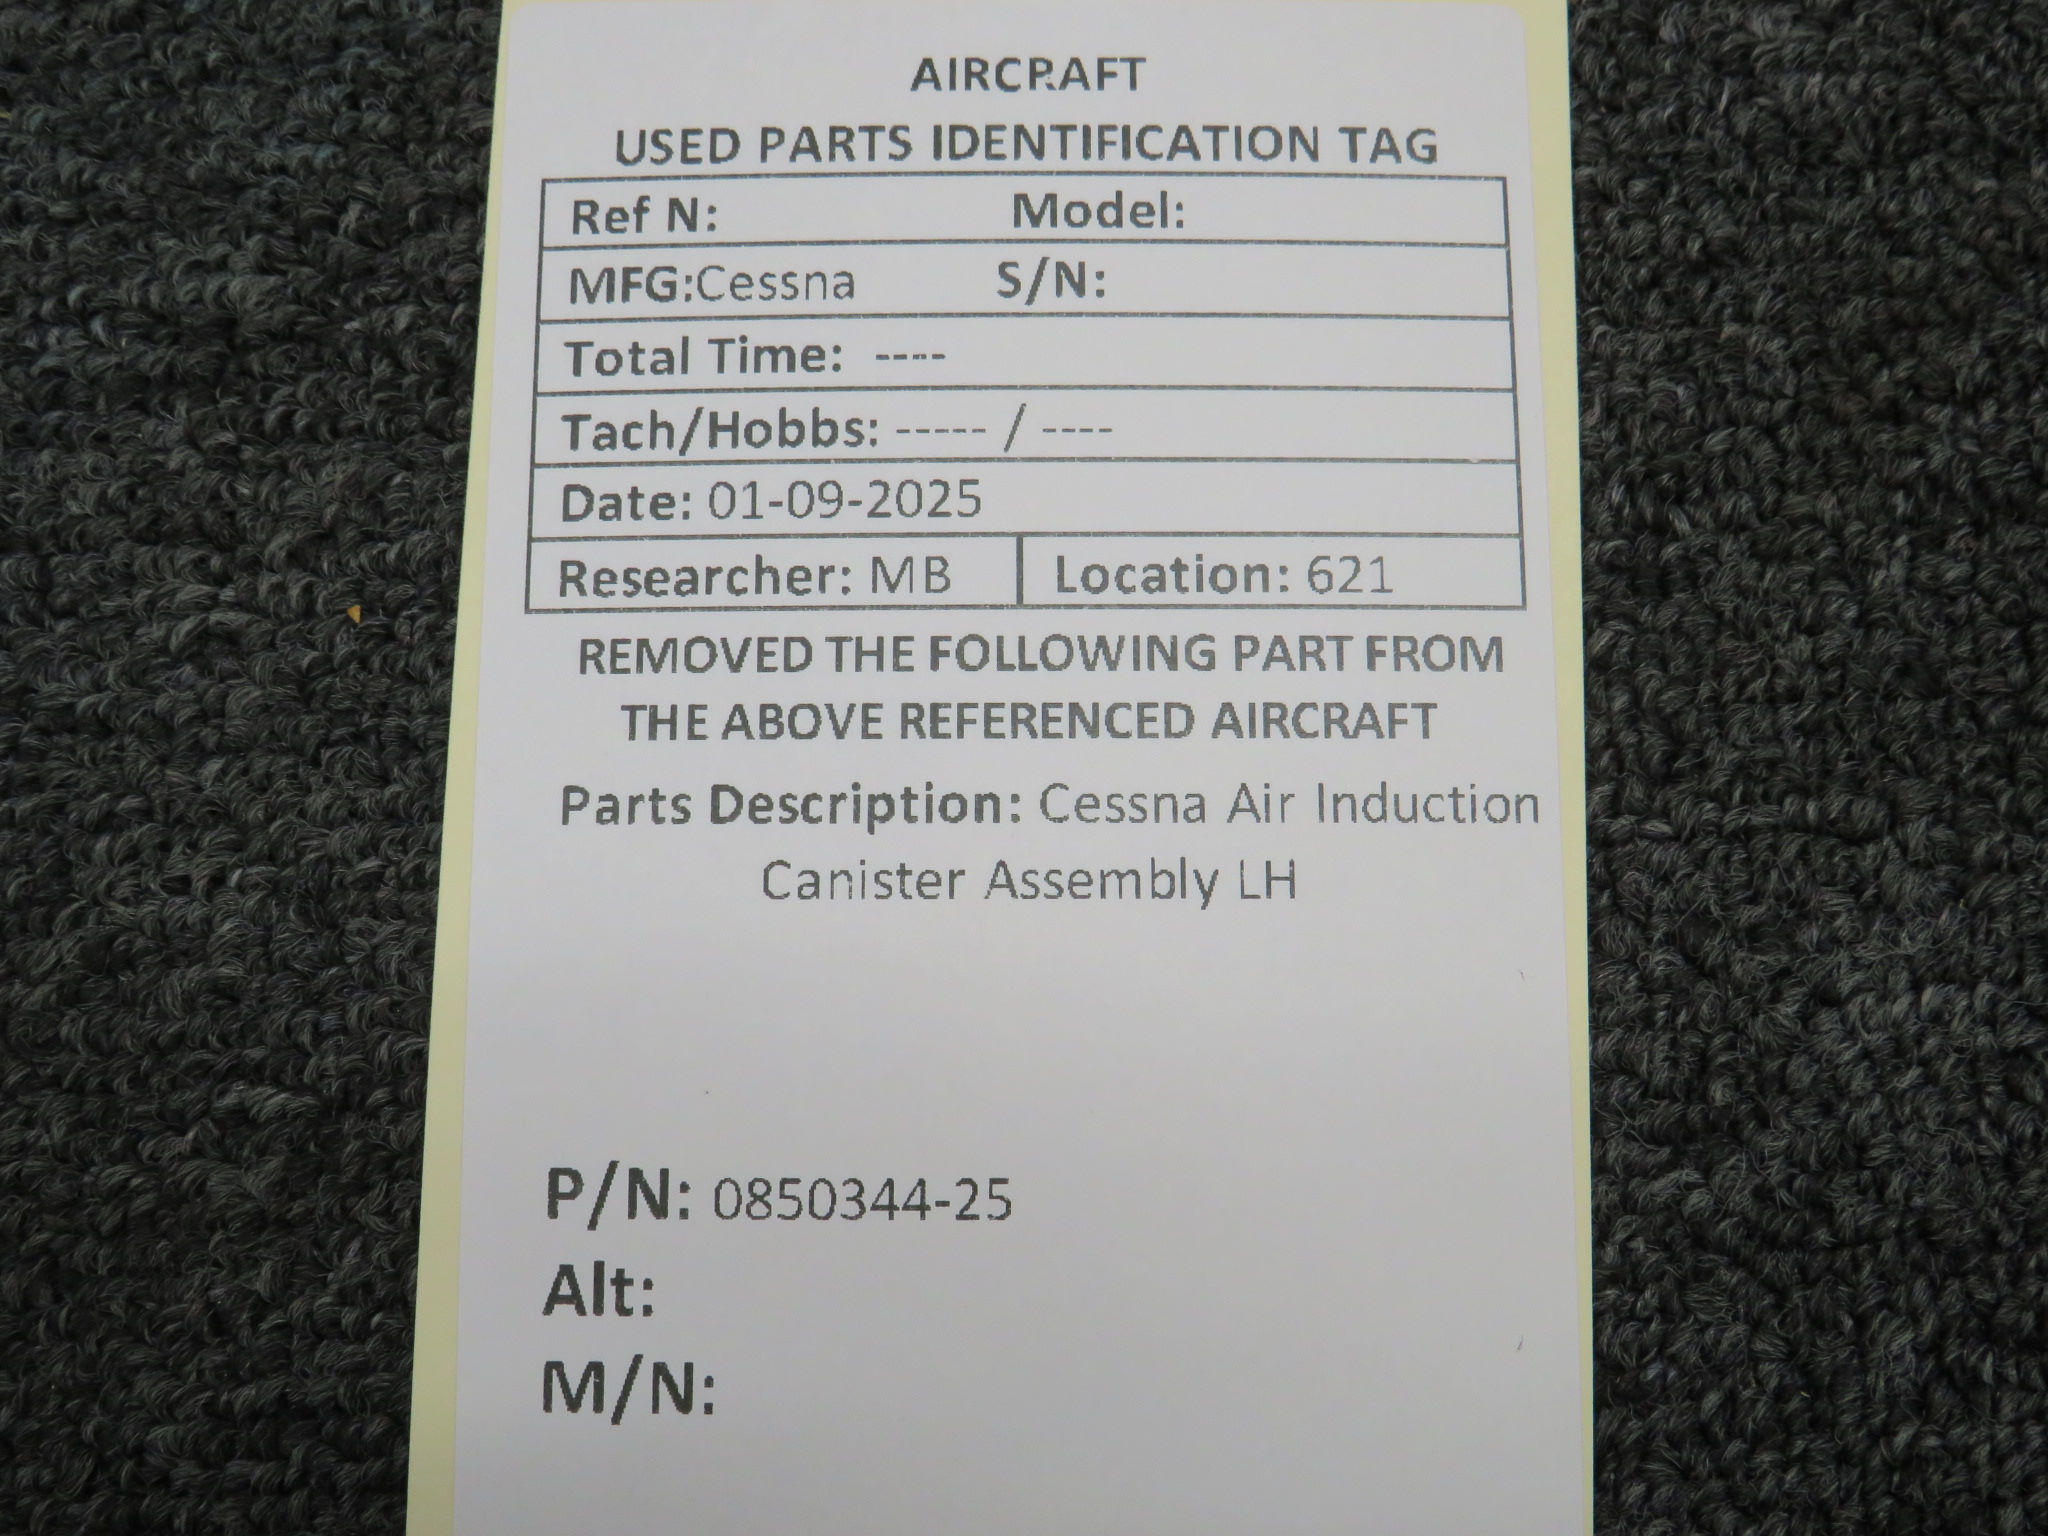 AIRCRAFT
USED PARTS IDENTIFICATION TAG
Ref N: Model:
MFG:Cessna S/N:
Total Time: ----
Tach/Hobbs: ----- / ----
Date: 01-09-2025
Researcher: MB Location: 621
REMOVED THE FOLLOWING PART FROM
THE ABOVE REFERENCED AIRCRAFT
Parts Description: Cessna Air Induction
Canister Assembly LH
P/N: 0850344-25
Alt:
M/N: